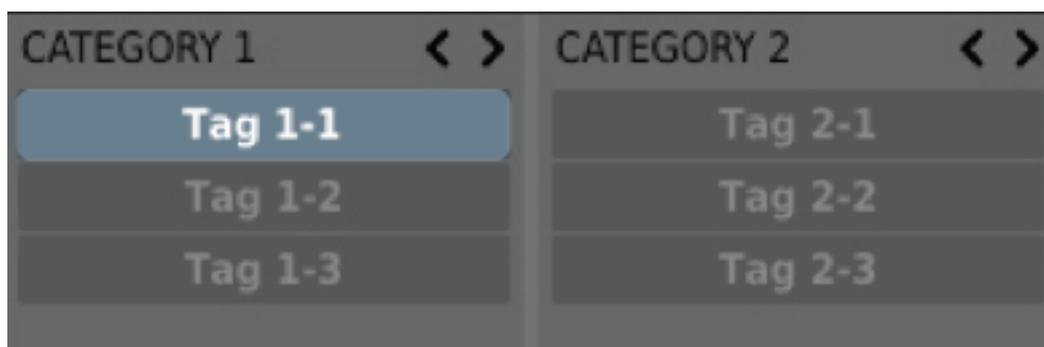 CATEGORY 1 < >
Tag 1-1
Tag 1-2
Tag 1-3
CATEGORY 2 < >
Tag 2-1
Tag 2-2
Tag 2-3